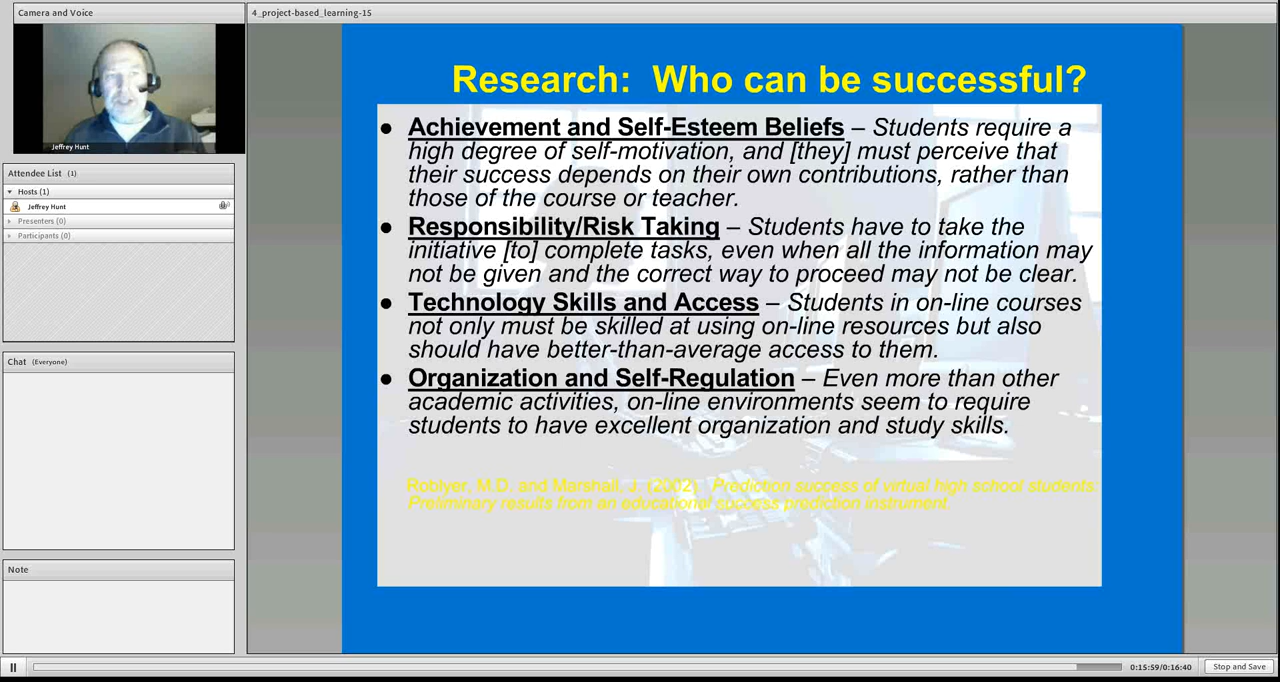 Camera and Voice
Jeffrey Hunt
Attendee List (1)
Hosts (1)
Jeffrey Hunt
Presenters (0)
Participants (0)
Chat (Everyone)
Note
4_project-based_learning-1S
Research: Who can be successful?
● Achievement and Self-Esteem Beliefs – Students require a
high degree of self-motivation, and [they] must perceive that
their success depends on their own contributions, rather than
those of the course or teacher.
● Responsibility/Risk Taking – Students have to take the
initiative [to] complete tasks, even when all the information may
not be given and the correct way to proceed may not be clear.
● Technology Skills and Access – Students in on-line courses
not only must be skilled at using on-line resources but also
should have better-than-average access to them.
● Organization and Self-Regulation – Even more than other
academic activities, on-line environments seem to require
students to have excellent organization and study skills.
Roblyer, M.D. and Marshall, J. (2002) Prediction success of virtual high school students:
Preliminary results from an educational success prediction instrument.
0:15:59/0:16:40
Stop and Save